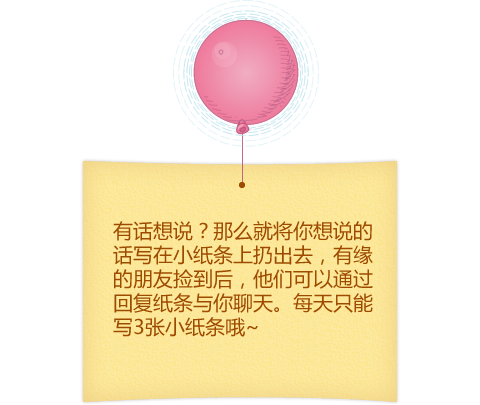 有话想说？那么就将你想说的
话写在小纸条上扔出去，有缘
的朋友捡到后，他们可以通过
回复纸条与你聊天。每天只能
写3张小纸条哦~